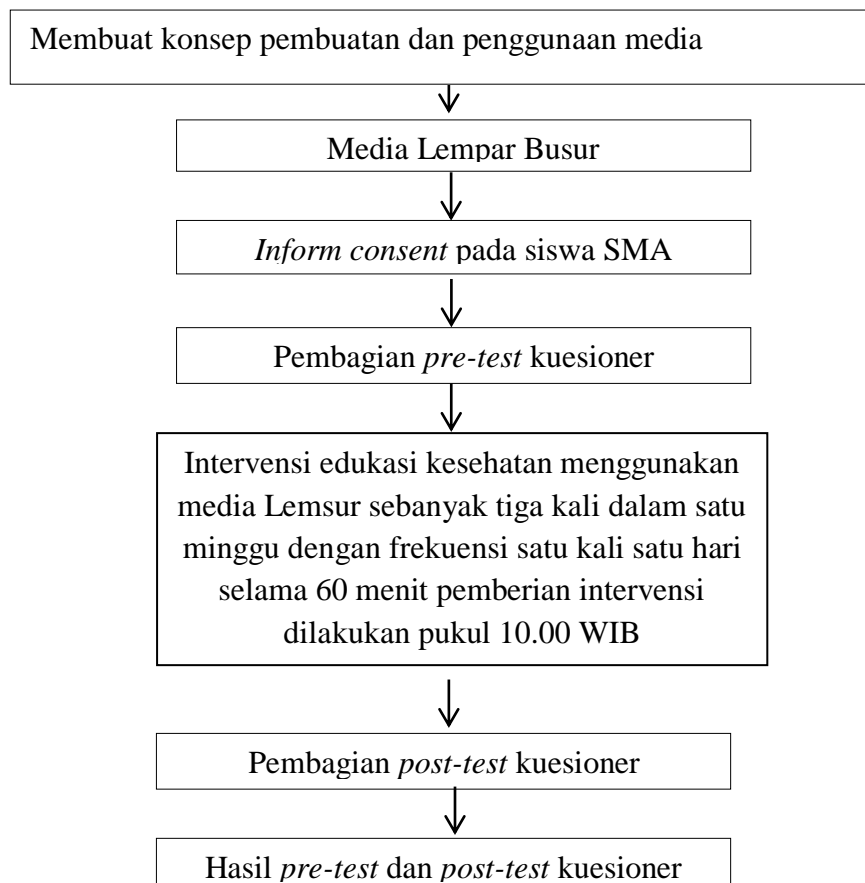 Membuat konsep pembuatan dan penggunaan media
Media Lempar Busur
Inform consent pada siswa SMA
Pembagian pre-test kuesioner
Intervensi edukasi kesehatan menggunakan
media Lemsur sebanyak tiga kali dalam satu
minggu dengan frekuensi satu kali satu hari
selama 60 menit pemberian intervensi
dilakukan pukul 10.00 WIB
Pembagian post-test kuesioner
Hasil pre-test dan post-test kuesioner